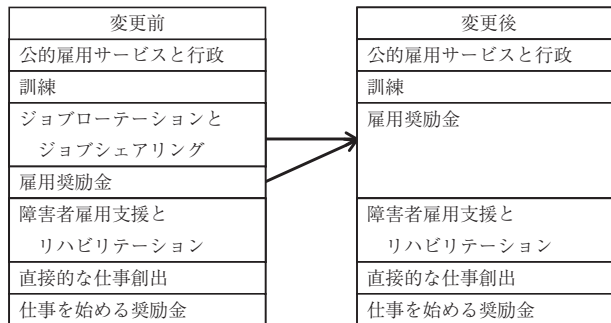 変更前
公的雇用サービスと行政
訓練
ジョブローテーションと
ジョブシェアリング
雇用奨励金
障害者雇用支援と
リハビリテーション
直接的な仕事創出
仕事を始める奨励金
変更後
公的雇用サービスと行政
訓練
雇用奨励金
障害者雇用支援と
リハビリテーション
直接的な仕事創出
仕事を始める奨励金